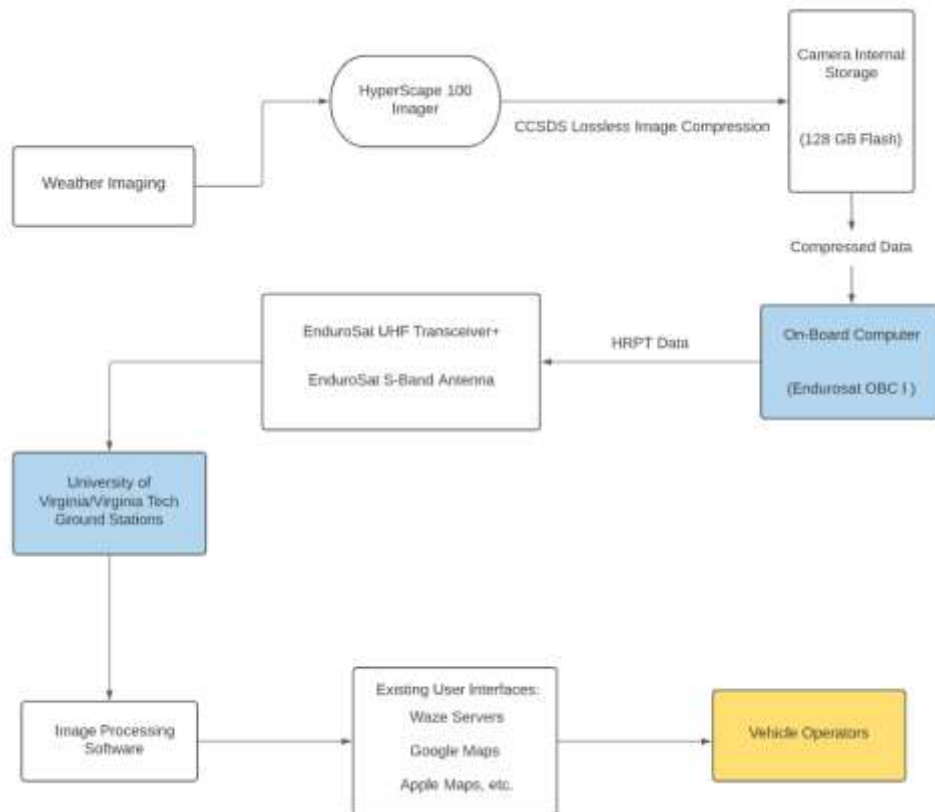 Weather Imaging
HyperScape 100
Imager
CCSDS Lossless Image Compression
Camera Internal
Storage
(128 GB Flash)
Compressed Data
On-Board Computer
(Endurosat OBC I )
HRPT Data
EnduroSat UHF Transceiver+
EnduroSat S-Band Antenna
University of
Virginia/Virginia Tech
Ground Stations
Image Processing
Software
Existing User Interfaces:
Waze Servers
Google Maps
Apple Maps, etc.
Vehicle Operators